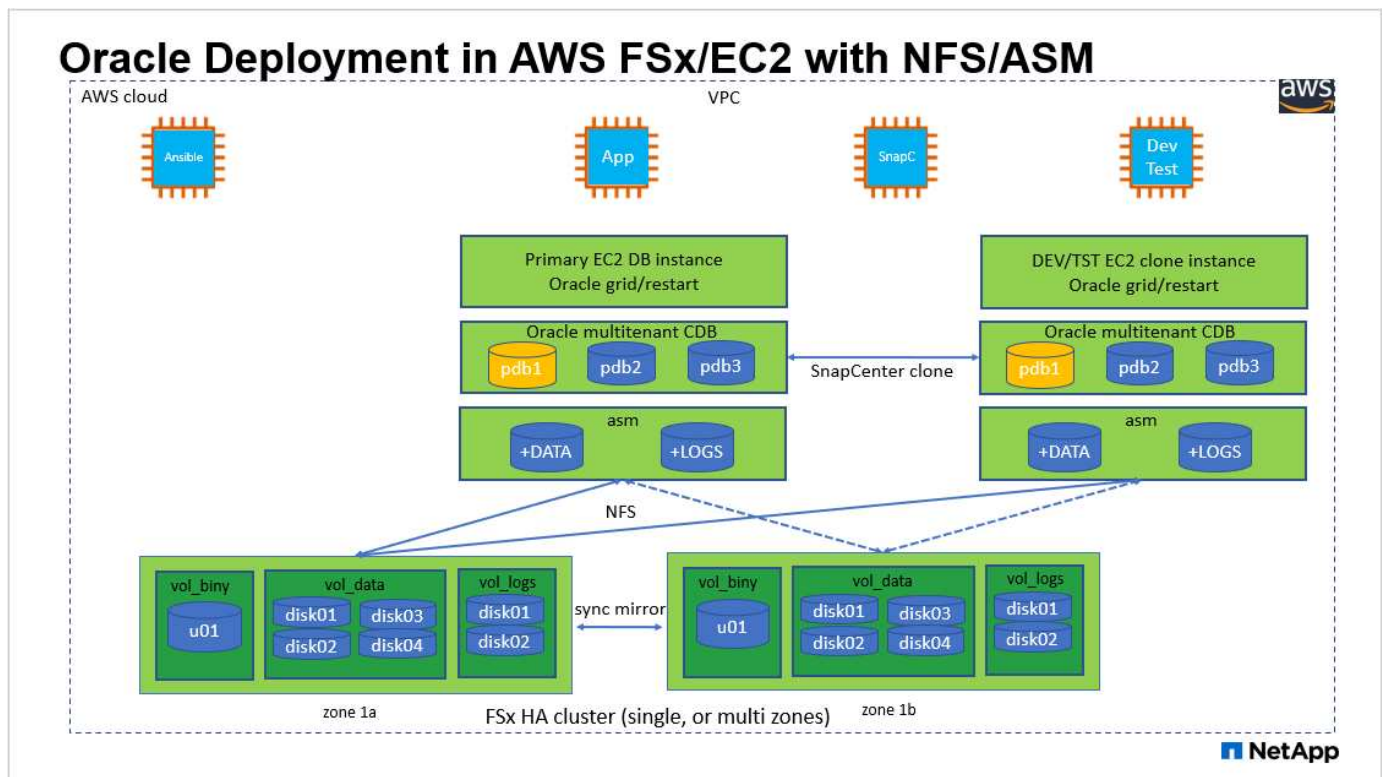 Oracle Deployment in AWS FSx/EC2 with NFS/ASM
AWS cloud
VPC
aws
Ansible
App
SnapC
Dev
Test
Primary EC2 DB instance
Oracle grid/restart
DEV/TST EC2 clone instance
Oracle grid/restart
Oracle multitenant CDB
pdb1
pdb2
pdb3
SnapCenter clone
Oracle multitenant CDB
pdb1
pdb2
pdb3
asm
+DATA
+LOGS
asm
+DATA
+LOGS
NFS
vol_biny
u01
vol_data
disk01
disk03
disk02
disk04
vol_logs
disk01
disk02
sync mirror
vol_biny
u01
vol_data
disk01
disk03
disk02
disk04
vol_logs
disk01
disk02
zone 1a
FSx HA cluster (single, or multi zones)
zone 1b
NetApp